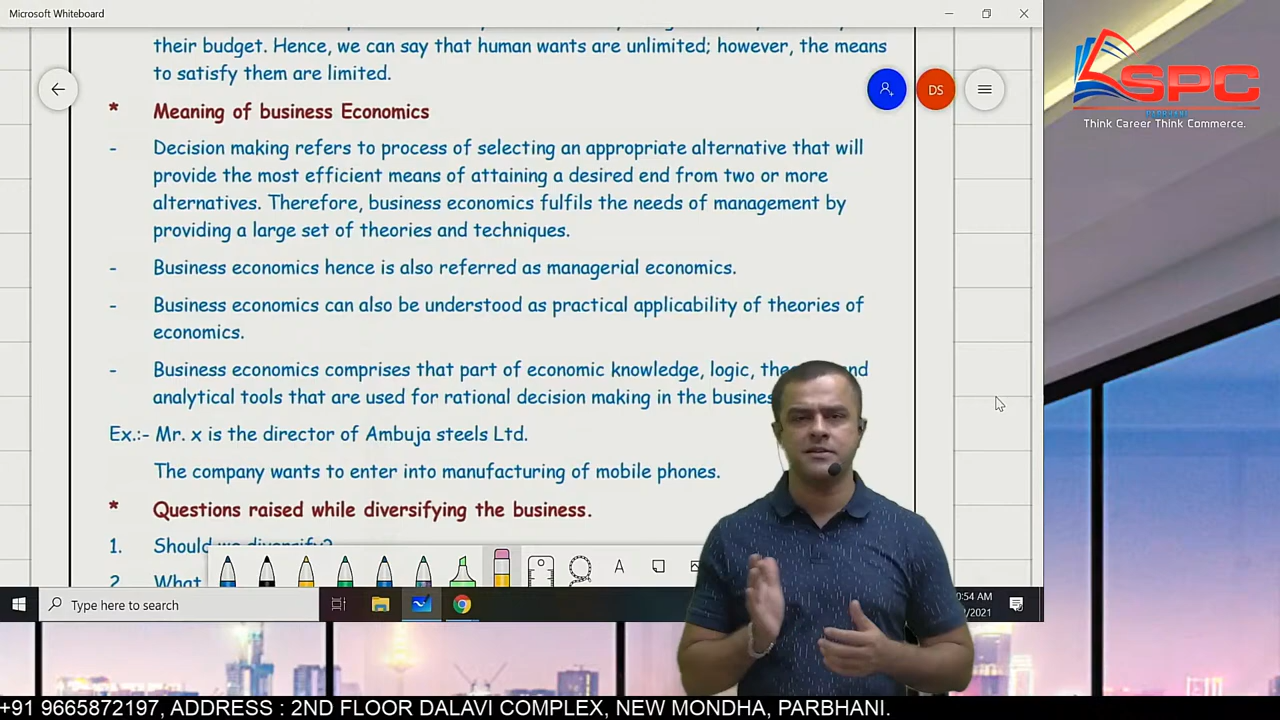 Microsoft Whiteboard
their budget. Hence, we can say that human wants are unlimited; however, the means
to satisfy them are limited.
* Meaning of business Economics
- Decision making refers to process of selecting an appropriate alternative that will
provide the most efficient means of attaining a desired end from two or more
alternatives. Therefore, business economics fulfils the needs of management by
providing a large set of theories and techniques.
- Business economics hence is also referred as managerial economics.
- Business economics can also be understood as practical applicability of theories of
economics.
- Business economics comprises that part of economic knowledge, logic, and
analytical tools that are used for rational decision making in the
Ex.:- Mr. x is the director of Ambuja steels Ltd.
The company wants to enter into manufacturing of mobile phones.
* Questions raised while diversifying the business.
1. Should we diversify?
2. What
DS
SPC
PARBHANI
Think Career Think Commerce.
A
Type here to search
0:54 AM
/2021
+91 9665872197, ADDRESS : 2ND FLOOR DALAVI COMPLEX, NEW MONDHA, PARBHANI.